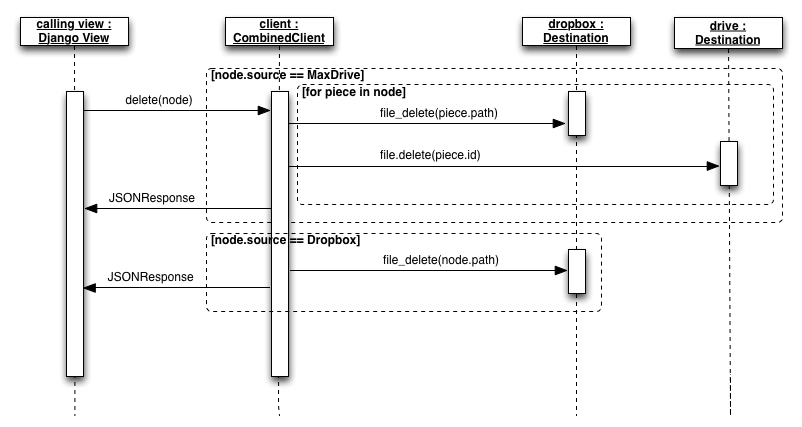 calling view :
Django View
client :
CombinedClient
dropbox :
Destination
drive :
Destination
[node.source == MaxDrive]
[for piece in node]
delete(node)
file_delete(piece.path)
file.delete(piece.id)
JSONResponse
[node.source == Dropbox]
file_delete(node.path)
JSONResponse